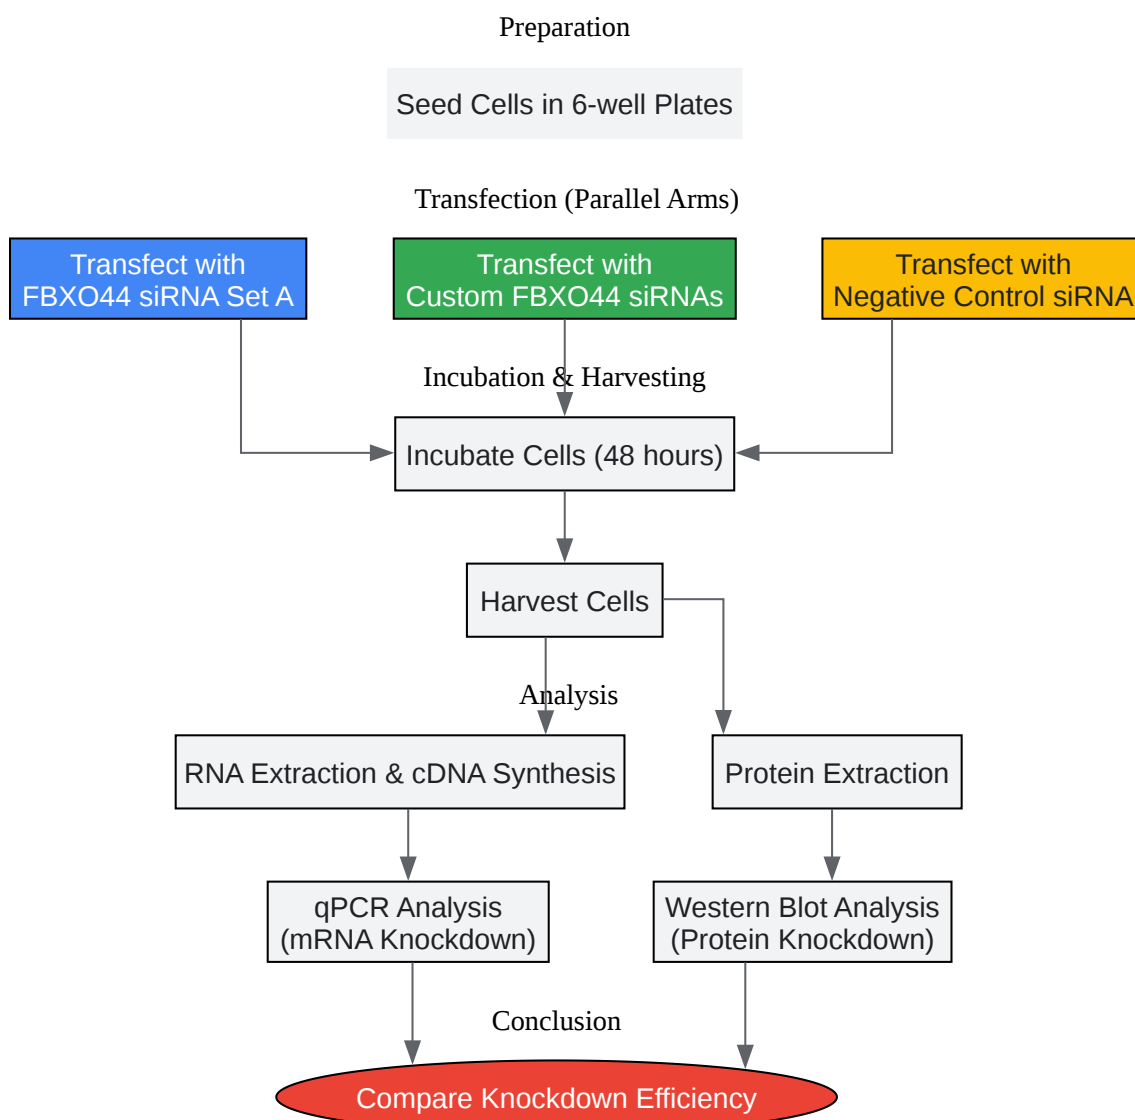 Preparation
Seed Cells in 6-well Plates
Transfection (Parallel Arms)
Transfect with
FBXO44 siRNA Set A
Transfect with
Custom FBXO44 siRNAs
Transfect with
Negative Control siRNA
Incubation & Harvesting
Incubate Cells (48 hours)
Harvest Cells
Analysis
RNA Extraction & cDNA Synthesis
Protein Extraction
qPCR Analysis
(mRNA Knockdown)
Western Blot Analysis
(Protein Knockdown)
Conclusion
Compare Knockdown Efficiency